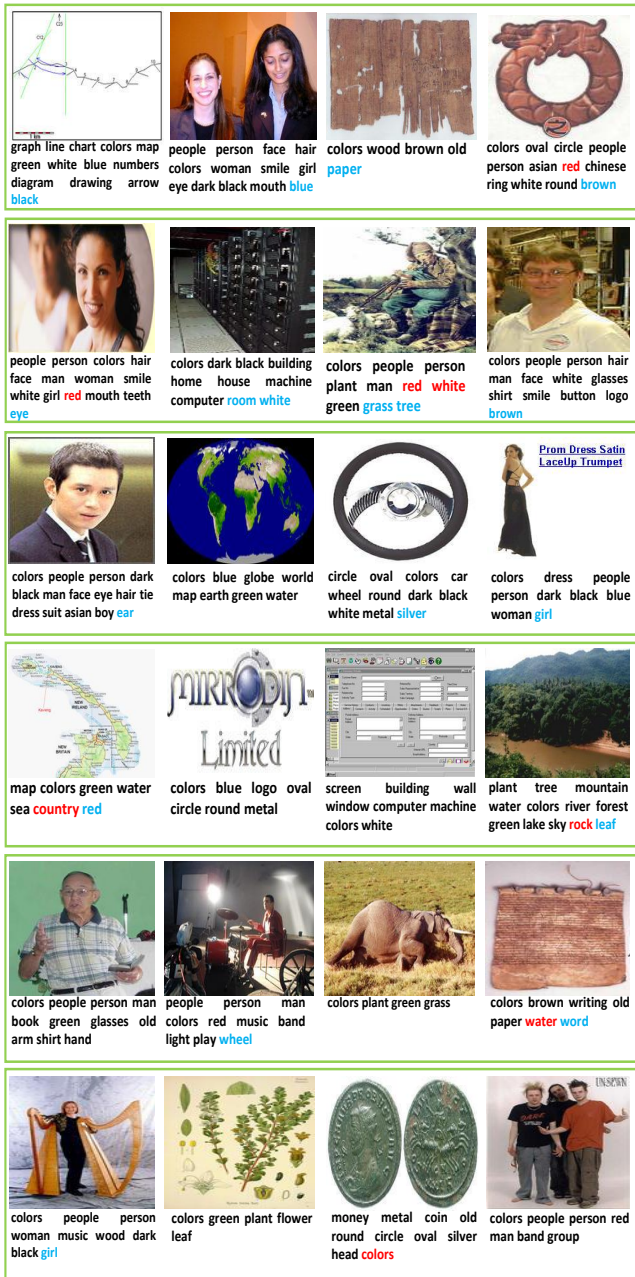 graph line chart colors map
green white blue numbers
diagram drawing arrow
black
people person face hair
colors woman smile girl
eye dark black mouth blue
colors wood brown old
paper
colors oval circle people
person asian red chinese
ring white round brown
people person colors hair
face man woman smile
white girl red mouth teeth
eye
colors dark black building
home house machine
computer room white
colors people person
plant man red white
green grass tree
colors people person hair
man face white glasses
shirt smile button logo
brown
Prom Dress Satin
LaceUp Trumpet
colors people person dark
black man face eye hair tie
dress suit asian boy ear
colors blue globe world
map earth green water
circle oval colors car
wheel round dark black
white metal silver
colors dress people
person dark black blue
woman girl
NEW
IRELAND
NEW
BRITAIN
MIRRODIN
Limited
map colors green water
sea country red
colors blue logo oval
circle round metal
screen building wall
window computer machine
colors white
plant tree mountain
water colors river forest
green lake sky rock leaf
colors people person man
book green glasses old
arm shirt hand
people person man
colors red music band
light play wheel
colors plant green grass
colors brown writing old
paper water word
UNSEWN
colors people person
woman music wood dark
black girl
colors green plant flower
leaf
money metal coin old
round circle oval silver
head colors
colors people person red
man band group